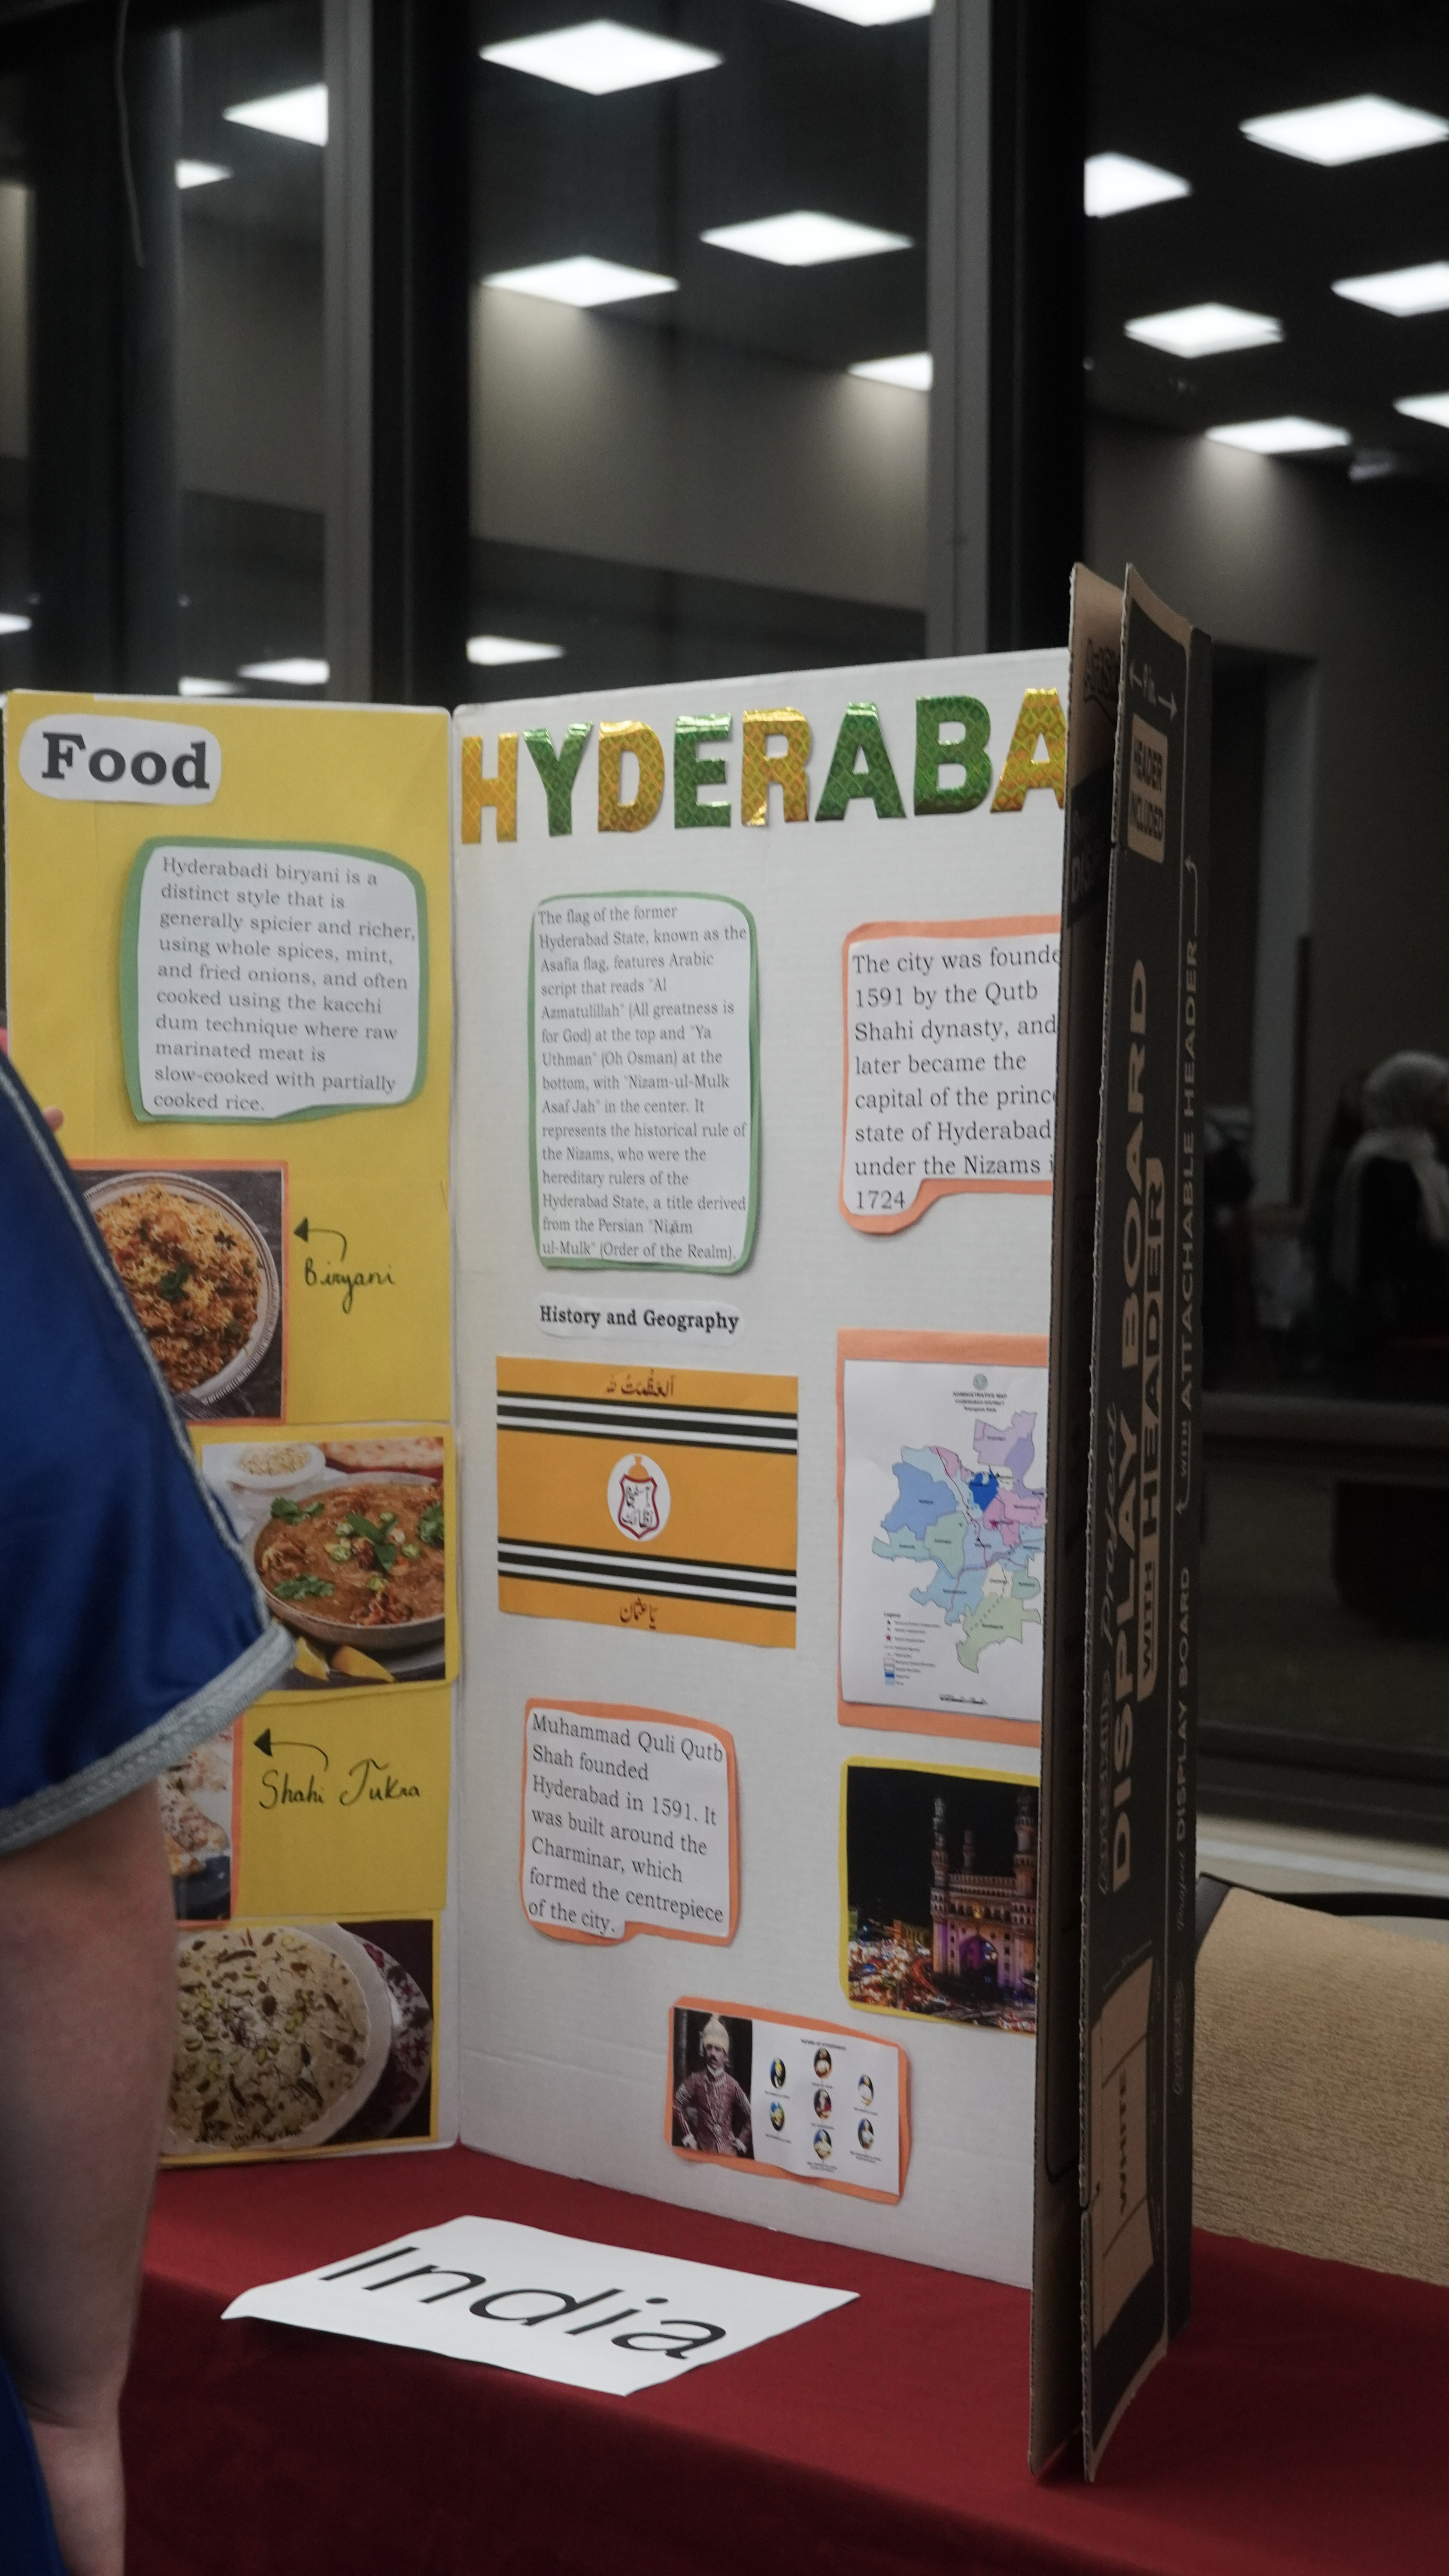 Food
Hyderabadi biryani is a
distinct style that is
generally spicier and richer,
using whole spices, mint,
and fried onions, and often
cooked using the kacchi
dum technique where raw
marinated meat is
slow-cooked with partially
cooked rice.
Biryani
Shahi Tukra
HYDERABA
The flag of the former
Hyderabad State, known as the
Asafia flag, features Arabic
script that reads "Al
Azmatulillah" (All greatness is
for God) at the top and "Ya
Uthman" (Oh Osman) at the
bottom, with "Nizam-ul-Mulk
Asaf Jah" in the center. It
represents the historical rule of
the Nizams, who were the
hereditary rulers of the
Hyderabad State, a title derived
from the Persian "Niẓām
ul-Mulk" (Order of the Realm).
History and Geography
العظمت لله
يا عثمان
Muhammad Quli Qutb
Shah founded
Hyderabad in 1591. It
was built around the
Charminar, which
formed the centrepiece
of the city.
The city was founde
1591 by the Qutb
Shahi dynasty, and
later became the
capital of the princ
state of Hyderabad
under the Nizams i
1724
India
HEADER
INCLUDED
Project
DISPLAY BOARD
with HEADER
Project DISPLAY BOARD with ATTACHABLE HEADER
WHITE